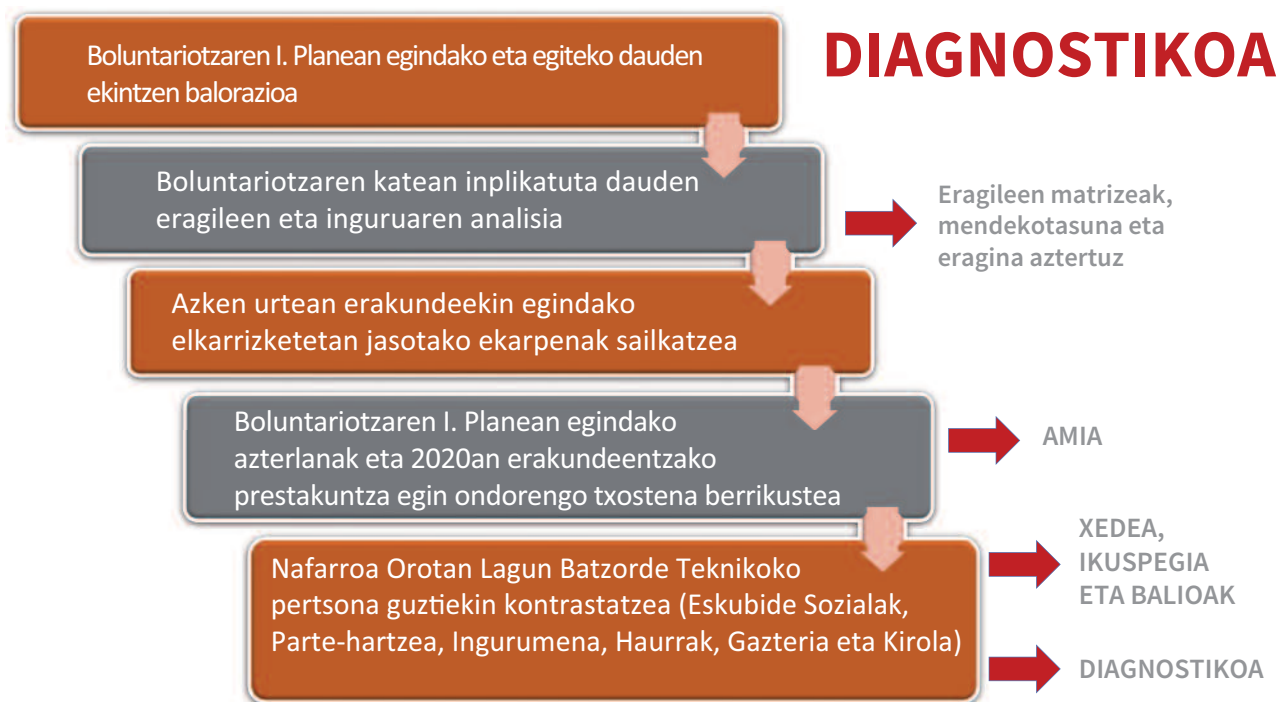 DIAGNOSTIKOA
Boluntariotzaren I. Planean egindako eta egiteko dauden
ekintzen balorazioa
Boluntariotzaren katean inplikatuta dauden
eragileen eta inguruaren analisia
Eragileen matrizeak,
mendekotasuna eta
eragina aztertuz
Azken urtean erakundeekin egindako
elkarrizketetan jasotako ekarpenak sailkatzea
Boluntariotzaren I. Planean egindako
azterlanak eta 2020an erakundeentzako
prestakuntza egin ondorengo txostena berrikustea
AMIA
Nafarroa Orotan Lagun Batzorde Teknikoko
pertsona guztiekin kontrastatzea (Eskubide Sozialak,
Parte-hartzea, Ingurumena, Haurrak, Gazteria eta Kirola)
XEDEA,
IKUSPEGIA
ETA BALIOAK
DIAGNOSTIKOA